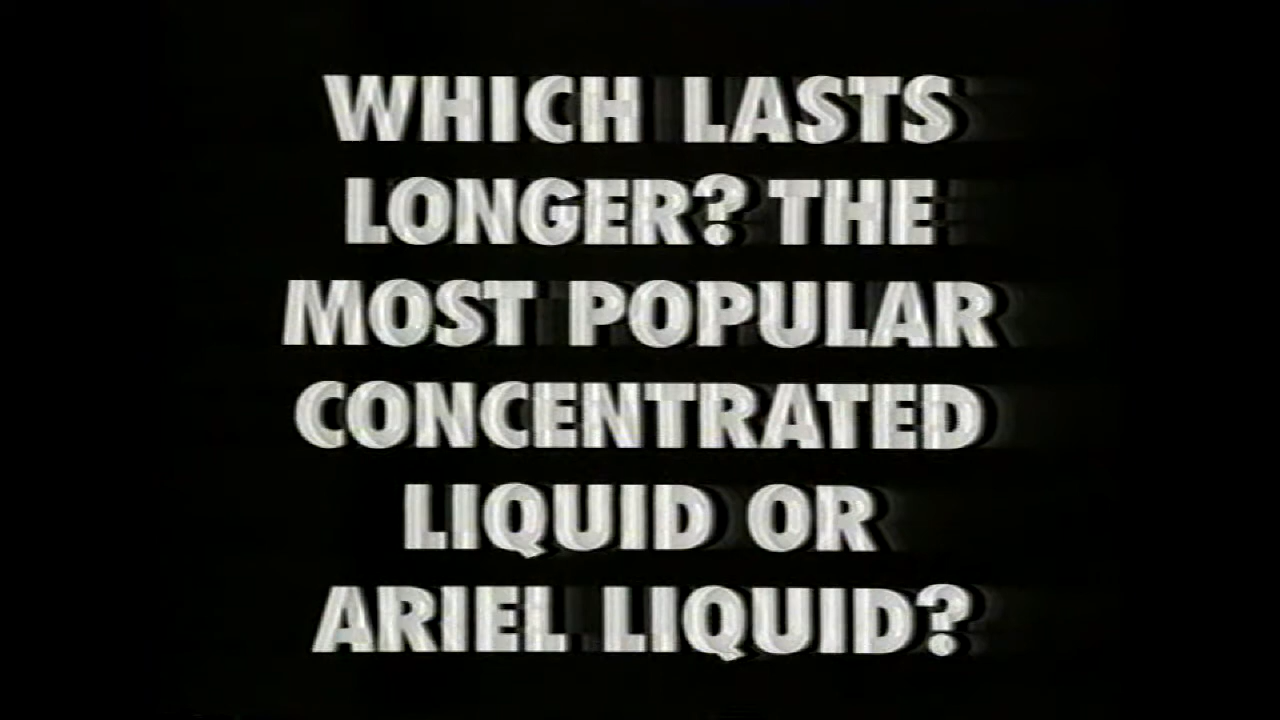 WHICH LASTS
LONGER? THE
MOST POPULAR
CONCENTRATED
LIQUID OR
ARIEL LIQUID?